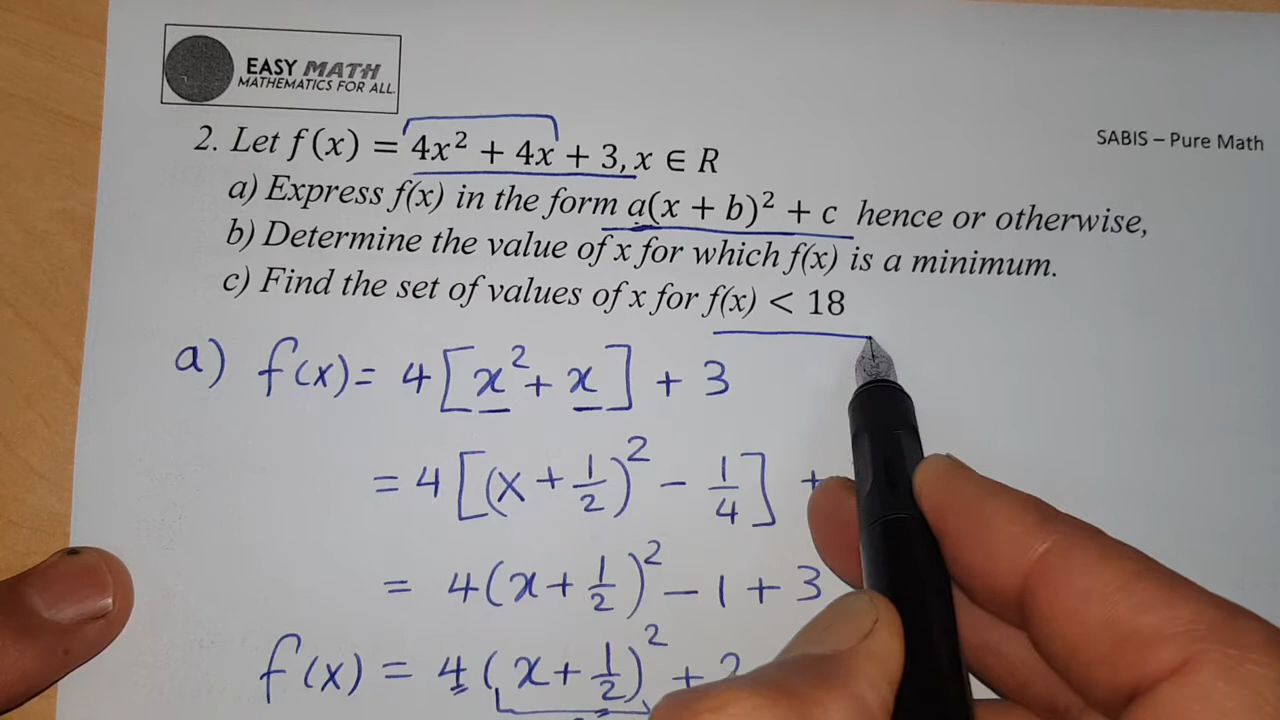 EASY MATH
MATHEMATICS FOR ALL.
SABIS – Pure Math
2. Let f(x) = 4x² + 4x + 3, x ∈ R
a) Express f(x) in the form a(x + b)² + c hence or otherwise,
b) Determine the value of x for which f(x) is a minimum.
c) Find the set of values of x for f(x) < 18
a) f(x) = 4[x² + x] + 3
= 4[(x + 1/2)² − 1/4] +
= 4(x + 1/2)² − 1 + 3
f(x) = 4(x + 1/2)² + 2